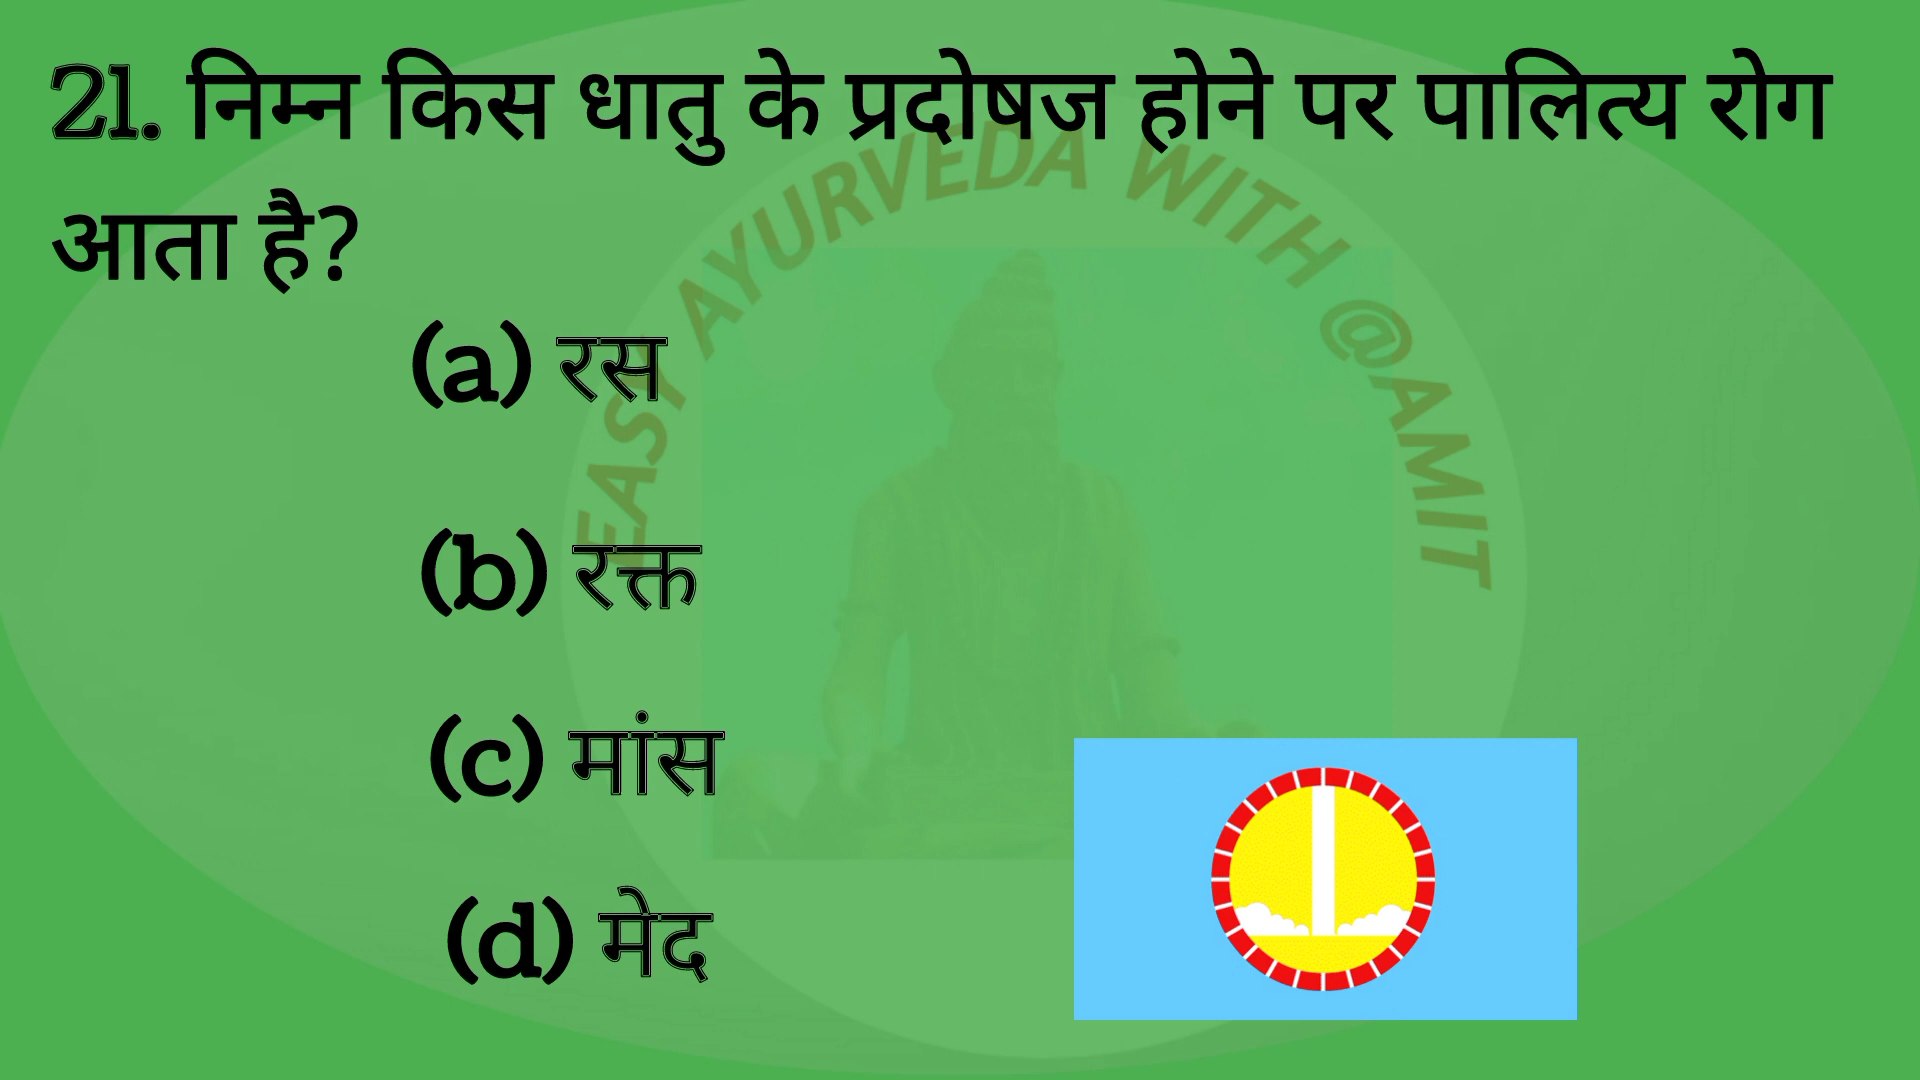 21. निम्न किस धातु के प्रदोषज होने पर पालित्य रोग
आता है?
EASY AYURVEDA WITH @AMIT
(a) रस
(b) रक्त
(c) मांस
(d) मेद